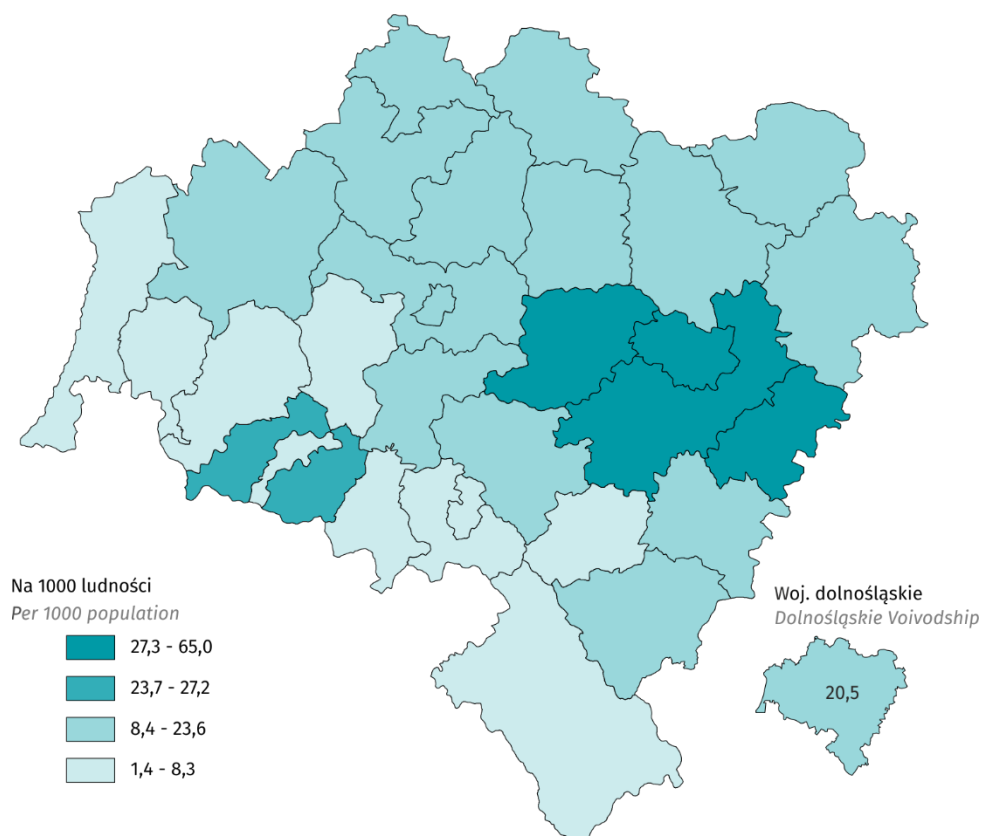 Na 1000 ludności
Per 1000 population
27,3 - 65,0
23,7 - 27,2
8,4 - 23,6
1,4 - 8,3
Woj. dolnośląskie
Dolnośląskie Voivodship
20,5